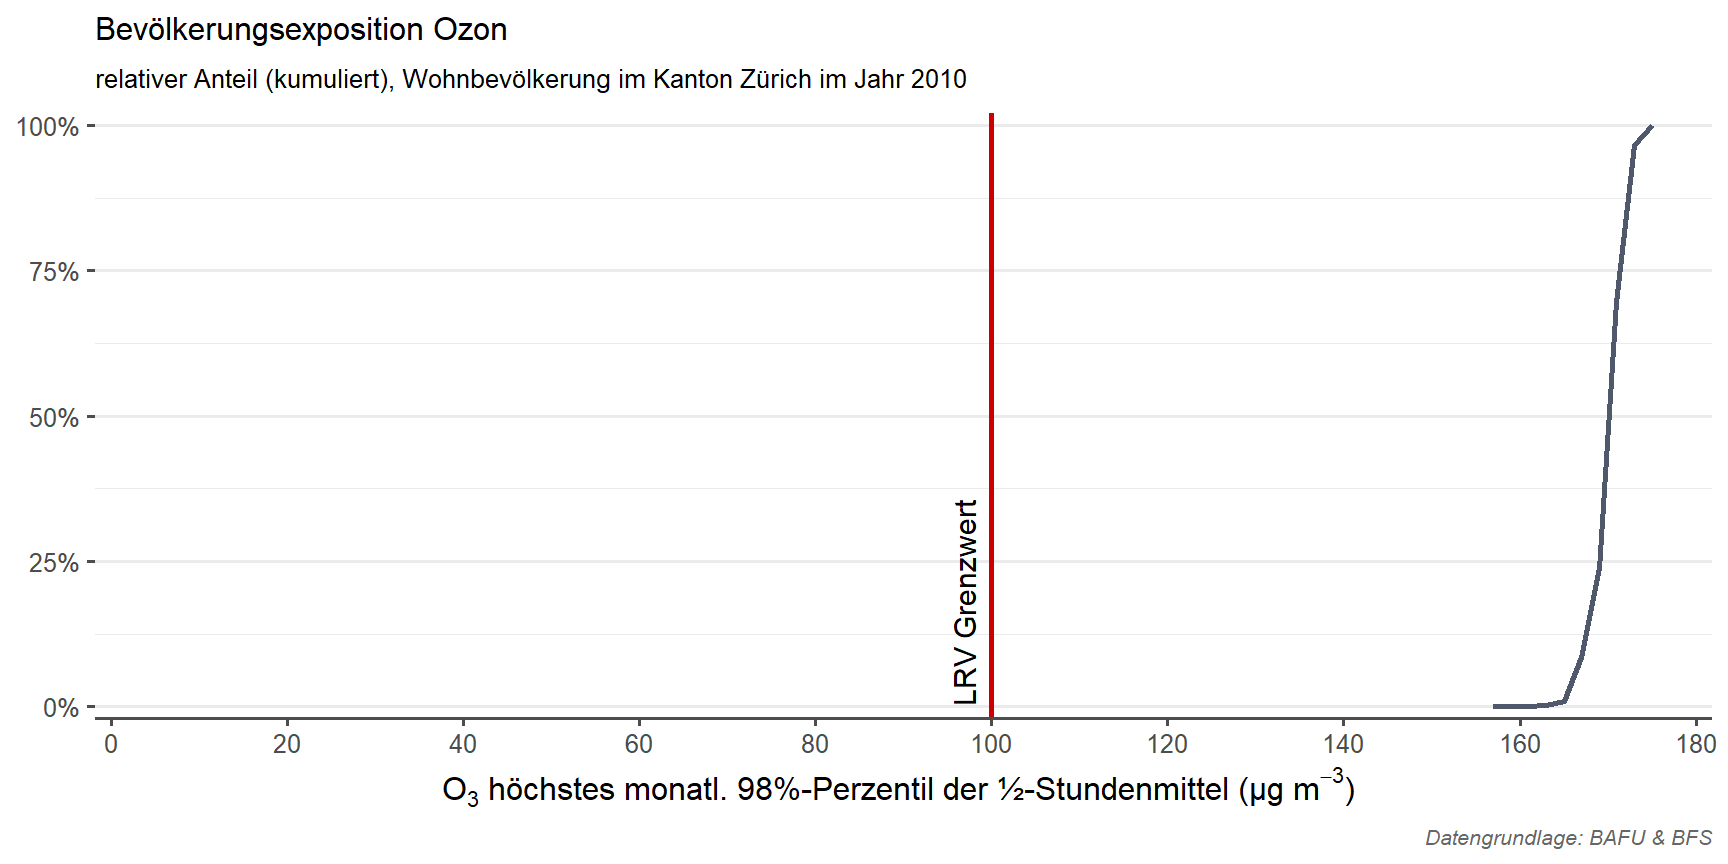 Bevölkerungsexposition Ozon
relativer Anteil (kumuliert), Wohnbevölkerung im Kanton Zürich im Jahr 2010
100%
75%
50%
25%
0%
LRV Grenzwert
0 20 40 60 80 100 120 140 160 180
O₃ höchstes monatl. 98%-Perzentil der ½-Stundenmittel (µg m⁻³)
Datengrundlage: BAFU & BFS